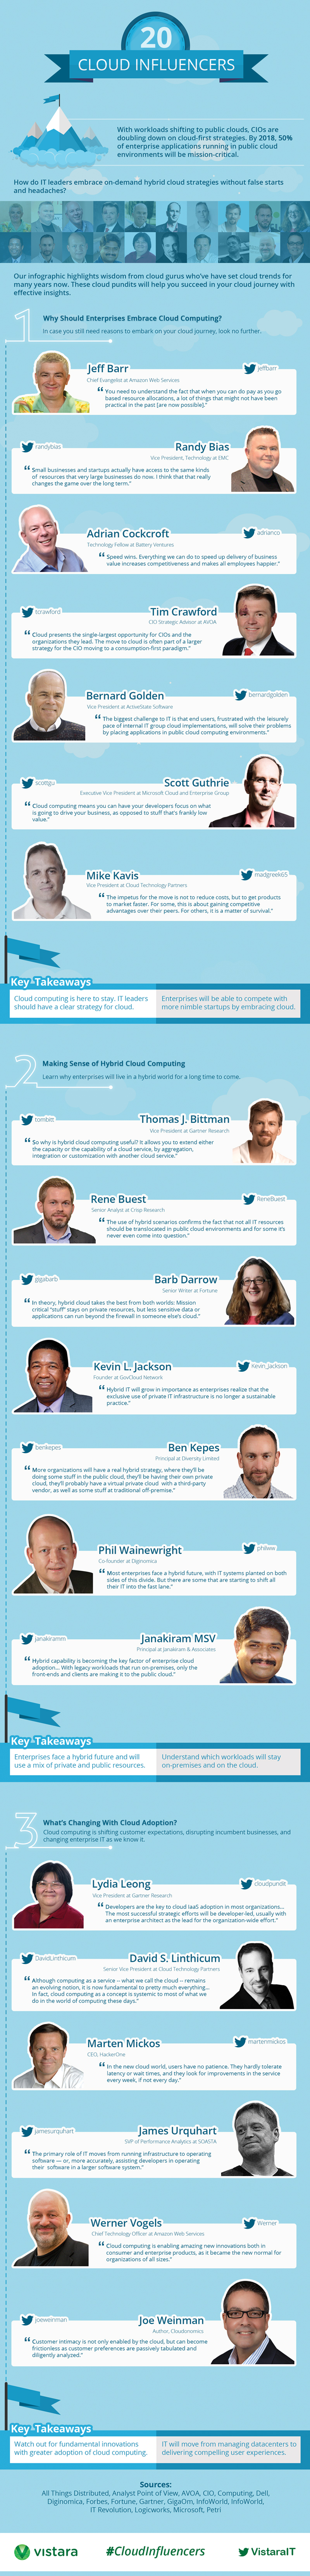 20
CLOUD INFLUENCERS
With workloads shifting to public clouds, CIOs are
doubling down on cloud-first strategies. By 2018, 50%
of enterprise applications running in public cloud
environments will be mission-critical.
How do IT leaders embrace on-demand hybrid cloud strategies without false starts
and headaches?
Our infographic highlights wisdom from cloud gurus who've have set cloud trends for
many years now. These cloud pundits will help you succeed in your cloud journey with
effective insights.
1
Why Should Enterprises Embrace Cloud Computing?
In case you still need reasons to embark on your cloud journey, look no further.
Jeff Barr
jeffbarr
Chief Evangelist at Amazon Web Services
“ You need to understand the fact that when you can do pay as you go
based resource allocations, a lot of things that might not have been
practical in the past [are now possible]."
randybias
Randy Bias
Vice President, Technology at EMC
“ Small businesses and startups actually have access to the same kinds
of resources that very large businesses do now. I think that that really
changes the game over the long term."
Adrian Cockcroft
adrianco
Technology Fellow at Battery Ventures
“ Speed wins. Everything we can do to speed up delivery of business
value increases competitiveness and makes all employees happier."
tcrawford
Tim Crawford
CIO Strategic Advisor at AVOA
“ Cloud presents the single-largest opportunity for CIOs and the
organizations they lead. The move to cloud is often part of a larger
strategy for the CIO moving to a consumption-first paradigm."
Bernard Golden
bernardgolden
Vice President at ActiveState Software
“ The biggest challenge to IT is that end users, frustrated with the leisurely
pace of internal IT group cloud implementations, will solve their problems
by placing applications in public cloud computing environments."
scottgu
Scott Guthrie
Executive Vice President at Microsoft Cloud and Enterprise Group
“ Cloud computing means you can have your developers focus on what
is going to drive your business, as opposed to stuff that's frankly low
value."
Mike Kavis
madgreek65
Vice President at Cloud Technology Partners
“ The impetus for the move is not to reduce costs, but to get products
to market faster. For some, this is about gaining competitive
advantages over their peers. For others, it is a matter of survival."
Key Takeaways
Cloud computing is here to stay. IT leaders
should have a clear strategy for cloud.
Enterprises will be able to compete with
more nimble startups by embracing cloud.
2
Making Sense of Hybrid Cloud Computing
Learn why enterprises will live in a hybrid world for a long time to come.
tombitt
Thomas J. Bittman
Vice President at Gartner Research
“ So why is hybrid cloud computing useful? It allows you to extend either
the capacity or the capability of a cloud service, by aggregation,
integration or customization with another cloud service."
Rene Buest
ReneBuest
Senior Analyst at Crisp Research
“ The use of hybrid scenarios confirms the fact that not all IT resources
should be translocated in public cloud environments and for some it's
never even come into question."
gigabarb
Barb Darrow
Senior Writer at Fortune
“ In theory, hybrid cloud takes the best from both worlds: Mission
critical "stuff" stays on private resources, but less sensitive data or
applications can run beyond the firewall in someone else's cloud."
Kevin L. Jackson
Kevin_Jackson
Founder at GovCloud Network
“ Hybrid IT will grow in importance as enterprises realize that the
exclusive use of private IT infrastructure is no longer a sustainable
practice."
benkepes
Ben Kepes
Principal at Diversity Limited
“ More organizations will have a real hybrid strategy, where they'll be
doing some stuff in the public cloud, they'll be having their own private
cloud, they'll probably have a virtual private cloud with a third-party
vendor, as well as some stuff at traditional off-premise."
Phil Wainewright
philww
Co-founder at Diginomica
“ Most enterprises face a hybrid future, with IT systems planted on both
sides of this divide. But there are some that are starting to shift all
their IT into the fast lane."
janakiramm
Janakiram MSV
Principal at Janakiram & Associates
“ Hybrid capability is becoming the key factor of enterprise cloud
adoption... With legacy workloads that run on-premises, only the
front-ends and clients are making it to the public cloud."
Key Takeaways
Enterprises face a hybrid future and will
use a mix of private and public resources.
Understand which workloads will stay
on-premises and on the cloud.
3
What's Changing With Cloud Adoption?
Cloud computing is shifting customer expectations, disrupting incumbent businesses, and
changing enterprise IT as we know it.
Lydia Leong
cloudpundit
Vice President at Gartner Research
“ Developers are the key to cloud IaaS adoption in most organizations...
The most successful strategic efforts will be developer-led, usually with
an enterprise architect as the lead for the organization-wide effort."
DavidLinthicum
David S. Linthicum
Senior Vice President at Cloud Technology Partners
“ Although computing as a service – what we call the cloud – remains
an evolving notion, it is now fundamental to pretty much everything...
In fact, cloud computing as a concept is systemic to most of what we
do in the world of computing these days."
Marten Mickos
martenmickos
CEO, HackerOne
“ In the new cloud world, users have no patience. They hardly tolerate
latency or wait times, and they look for improvements in the service
every week, if not every day."
jamesurquhart
James Urquhart
SVP of Performance Analytics at SOASTA
“ The primary role of IT moves from running infrastructure to operating
software — or, more accurately, assisting developers in operating
their software in a larger software system."
Werner Vogels
Werner
Chief Technology Officer at Amazon Web Services
“ Cloud computing is enabling amazing new innovations both in
consumer and enterprise products, as it became the new normal for
organizations of all sizes."
joeweinman
Joe Weinman
Author, Cloudonomics
“ Customer intimacy is not only enabled by the cloud, but can become
frictionless as customer preferences are passively tabulated and
diligently analyzed."
Key Takeaways
Watch out for fundamental innovations
with greater adoption of cloud computing.
IT will move from managing datacenters to
delivering compelling user experiences.
Sources:
All Things Distributed, Analyst Point of View, AVOA, CIO, Computing, Dell,
Diginomica, Forbes, Fortune, Gartner, GigaOm, InfoWorld, InfoWorld,
IT Revolution, Logicworks, Microsoft, Petri
vistara
#CloudInfluencers
VistaraIT